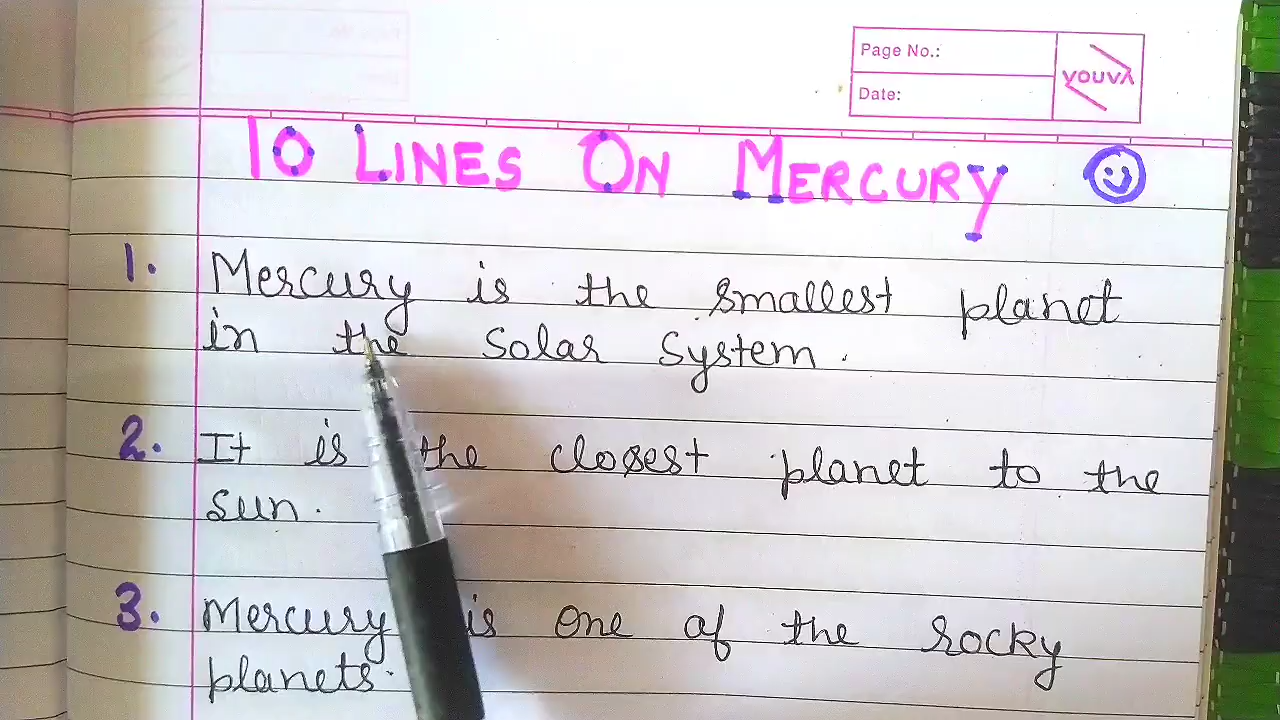 Page No.:
Date:
youvA
10 LINES ON MERCURY
1. Mercury is the smallest planet
in the Solar System.
2. It is the closest planet to the
sun.
3. Mercury is one of the rocky
planets.